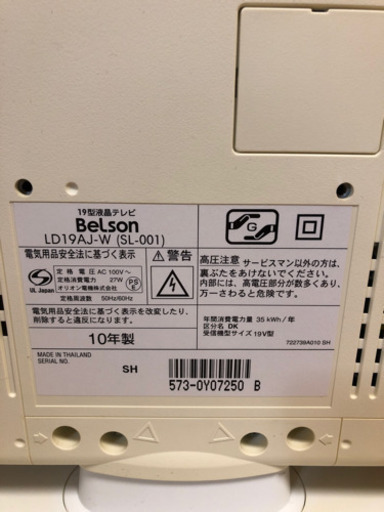 19型液晶テレビ
BeLson
LD19AJ-W (SL-001)
電気用品安全法に基づく表示
定格電圧 AC 100V～
定格消費電力 27W
オリオン電機株式会社
定格周波数 50Hz/60Hz
UL Japan
PS
E
電気用品安全法に基づく表示を改変したり、
削除すると違反になります。
10年製
警告
G
高圧注意 サービスマン以外の方は、
裏ぶたをあけないでください。
内部には、高電圧部分が数多くあり、
万一さわると危険です。
年間消費電力量 35 kWh／年
区分名 DK
受信機型サイズ 19V型
722739A010 SH
MADE IN THAILAND
SERIAL NO.
SH
573-0Y07250 B